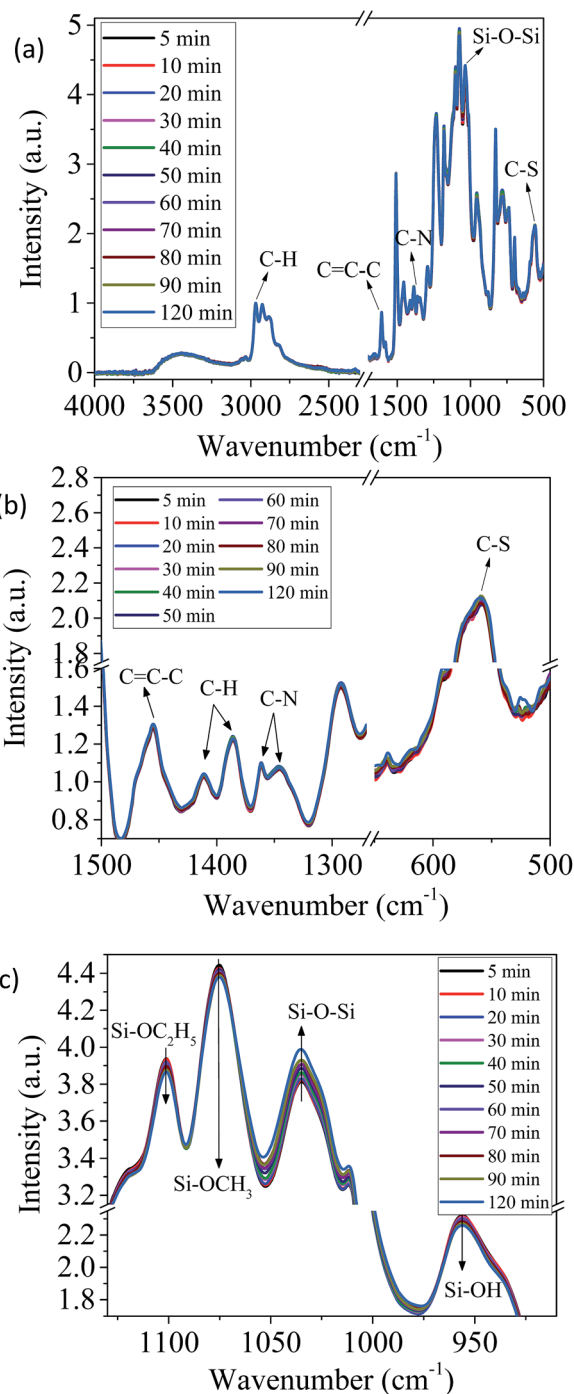 (a)
5 min
10 min
20 min
30 min
40 min
50 min
60 min
70 min
80 min
90 min
120 min
Si-O-Si
C-S
C-N
C-H
C=C-C
5
4
3
2
1
0
4000 3500 3000 2500 1500 1000 500
Intensity (a.u.)
Wavenumber (cm⁻¹)
(b)
5 min 60 min
10 min 70 min
20 min 80 min
30 min 90 min
40 min 120 min
50 min
C-S
C=C-C
C-H
C-N
2.8
2.6
2.4
2.2
2.0
1.8
1.6
1.4
1.2
1.0
0.8
1500 1400 1300 600 500
Intensity (a.u.)
Wavenumber (cm⁻¹)
c)
5 min
10 min
20 min
30 min
40 min
50 min
60 min
70 min
80 min
90 min
120 min
Si-OC₂H₅
Si-O-Si
Si-OCH₃
Si-OH
4.4
4.2
4.0
3.8
3.6
3.4
3.2
2.2
2.0
1.8
1100 1050 1000 950
Intensity (a.u.)
Wavenumber (cm⁻¹)